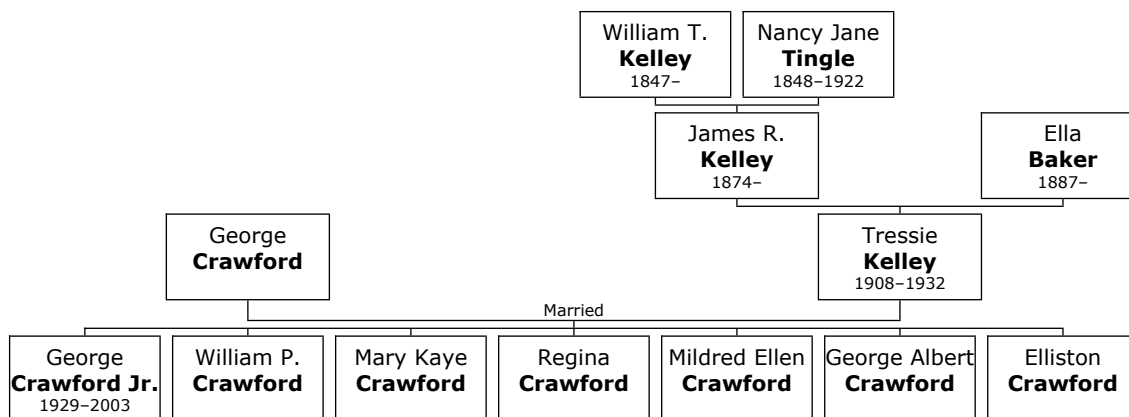 William T.
Kelley
1847–
Nancy Jane
Tingle
1848–1922
James R.
Kelley
1874–
Ella
Baker
1887–
George
Crawford
Tressie
Kelley
1908–1932
Married
George
Crawford Jr.
1929–2003
William P.
Crawford
Mary Kaye
Crawford
Regina
Crawford
Mildred Ellen
Crawford
George Albert
Crawford
Elliston
Crawford